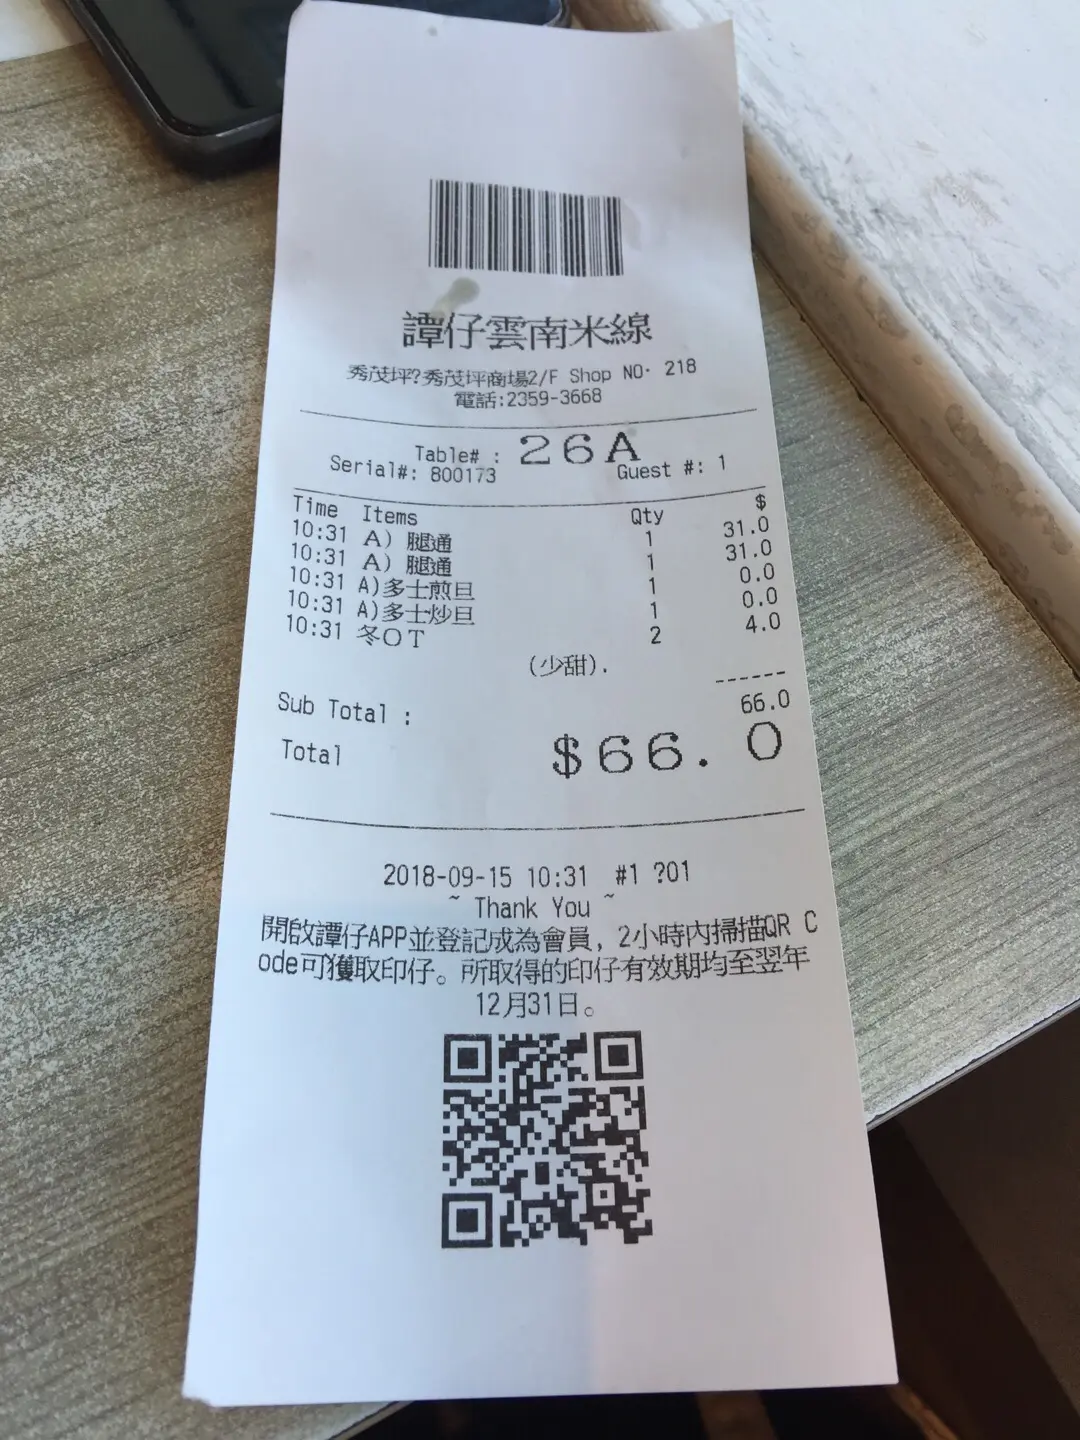 譚仔雲南米線
秀茂坪?秀茂坪商場2/F Shop NO. 218
電話:2359-3668
Table# : 26A
Serial#: 800173 Guest #: 1
Time Items Qty $
10:31 A) 腿通 1 31.0
10:31 A) 腿通 1 31.0
10:31 A)多士煎旦 1 0.0
10:31 A)多士炒旦 1 0.0
10:31 冬OT 2 4.0
(少甜).
------
Sub Total : 66.0
Total $66.0
2018-09-15 10:31 #1 ?01
~ Thank You ~
開啟譚仔APP並登記成為會員, 2小時內掃描QR C
ode可獲取印仔。所取得的印仔有效期均至翌年
12月31日。